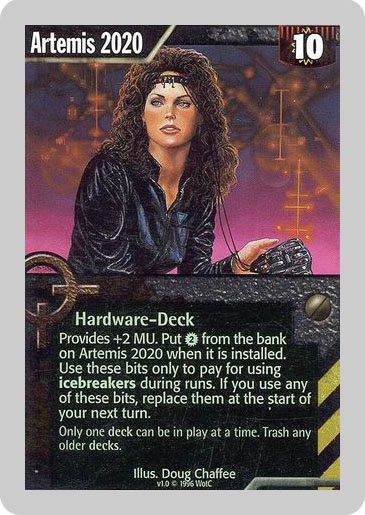 Artemis 2020
10
Hardware-Deck
Provides +2 MU. Put 2 from the bank
on Artemis 2020 when it is installed.
Use these bits only to pay for using
icebreakers during runs. If you use any
of these bits, replace them at the start of
your next turn.
Only one deck can be in play at a time. Trash any
older decks.
Illus. Doug Chaffee
v1.0 © 1996 WotC